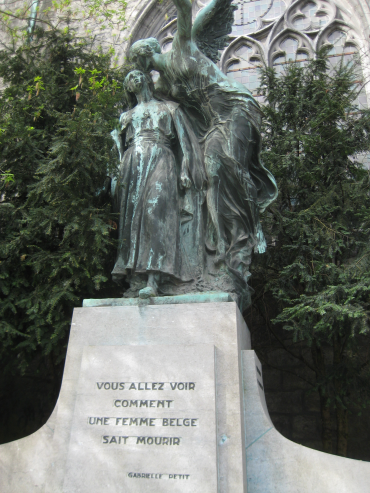 VOUS ALLEZ VOIR
COMMENT
UNE FEMME BELGE
SAIT MOURIR
GABRIELLE PETIT